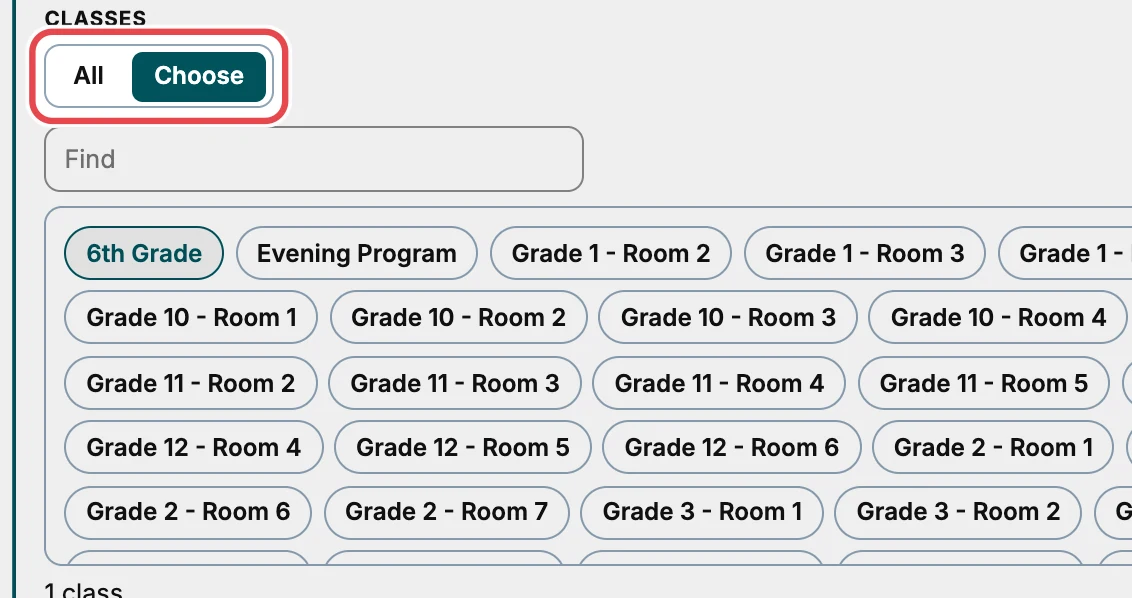 CLASSES
All Choose
Find
6th Grade Evening Program Grade 1 - Room 2 Grade 1 - Room 3 Grade 1 -
Grade 10 - Room 1 Grade 10 - Room 2 Grade 10 - Room 3 Grade 10 - Room 4
Grade 11 - Room 2 Grade 11 - Room 3 Grade 11 - Room 4 Grade 11 - Room 5
Grade 12 - Room 4 Grade 12 - Room 5 Grade 12 - Room 6 Grade 2 - Room 1
Grade 2 - Room 6 Grade 2 - Room 7 Grade 3 - Room 1 Grade 3 - Room 2
1 class